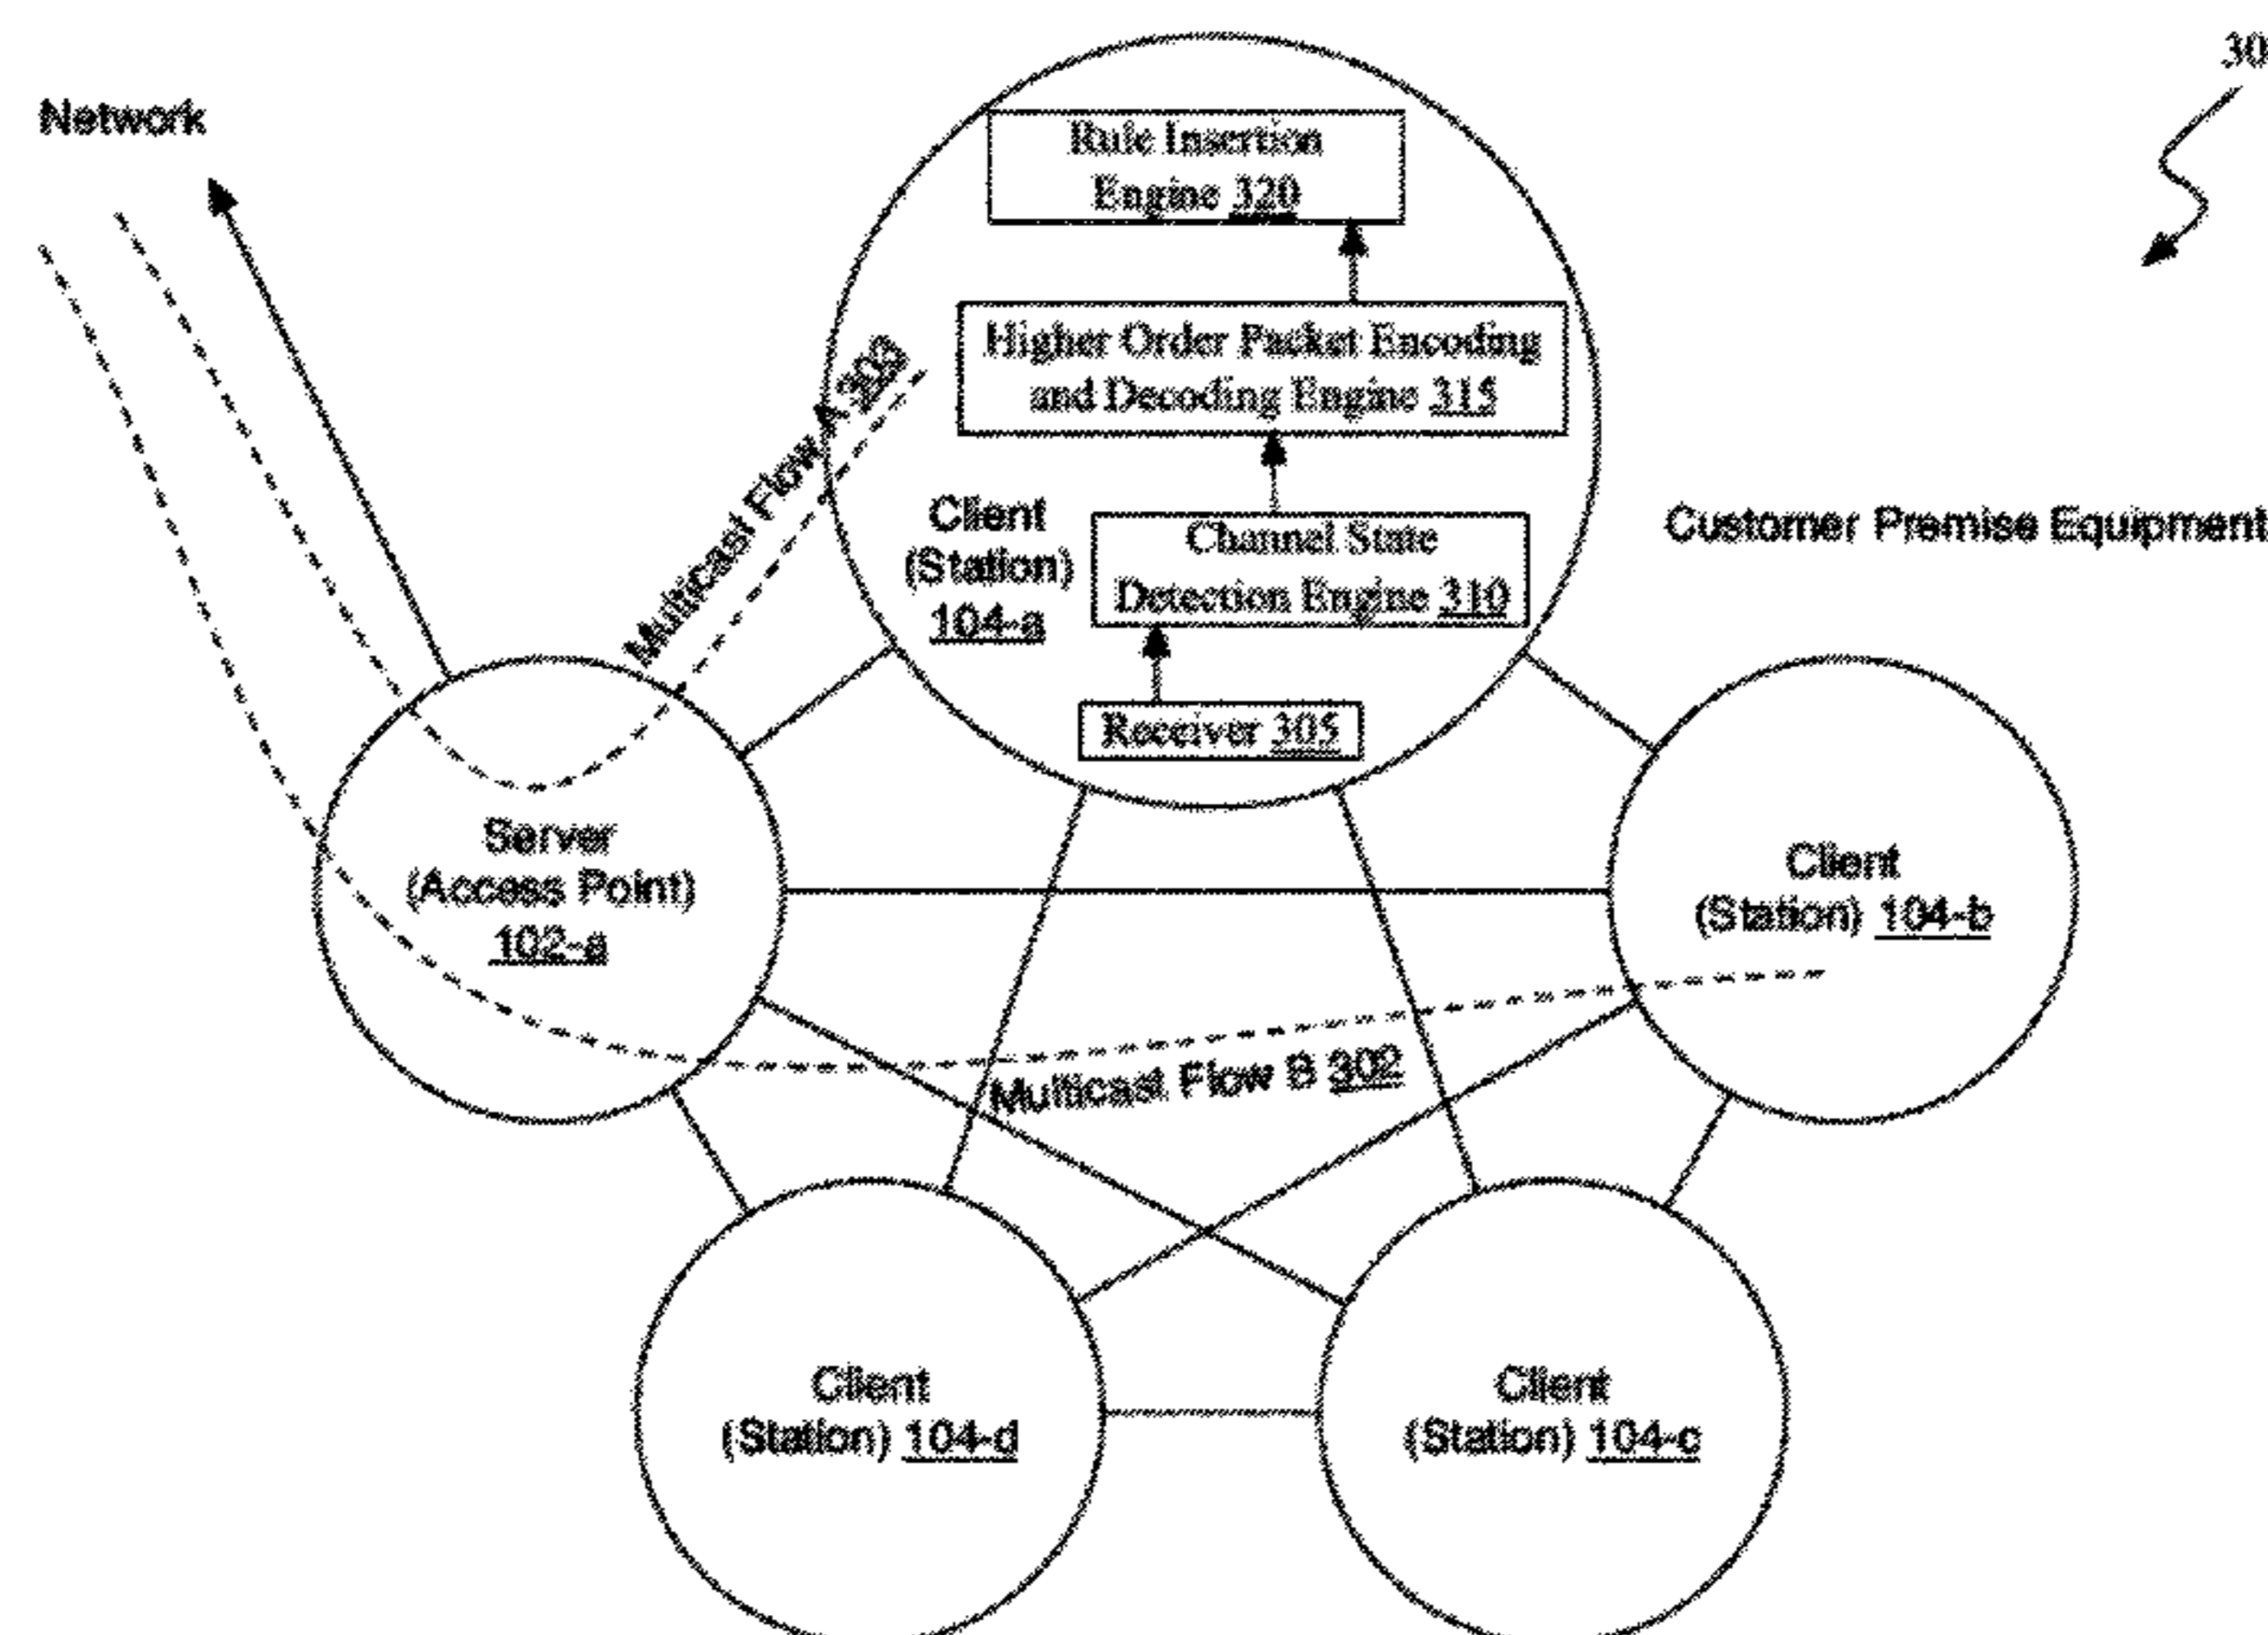 Network
30
Rule Insertion
Engine 320
Higher Order Packet Encoding
and Decoding Engine 315
Multicast Flow A 303
Client
(Station)
104-a
Channel State
Detection Engine 310
Customer Premise Equipment
Receiver 305
Server
(Access Point)
102-a
Client
(Station) 104-b
Multicast Flow B 302
Client
(Station) 104-d
Client
(Station) 104-c